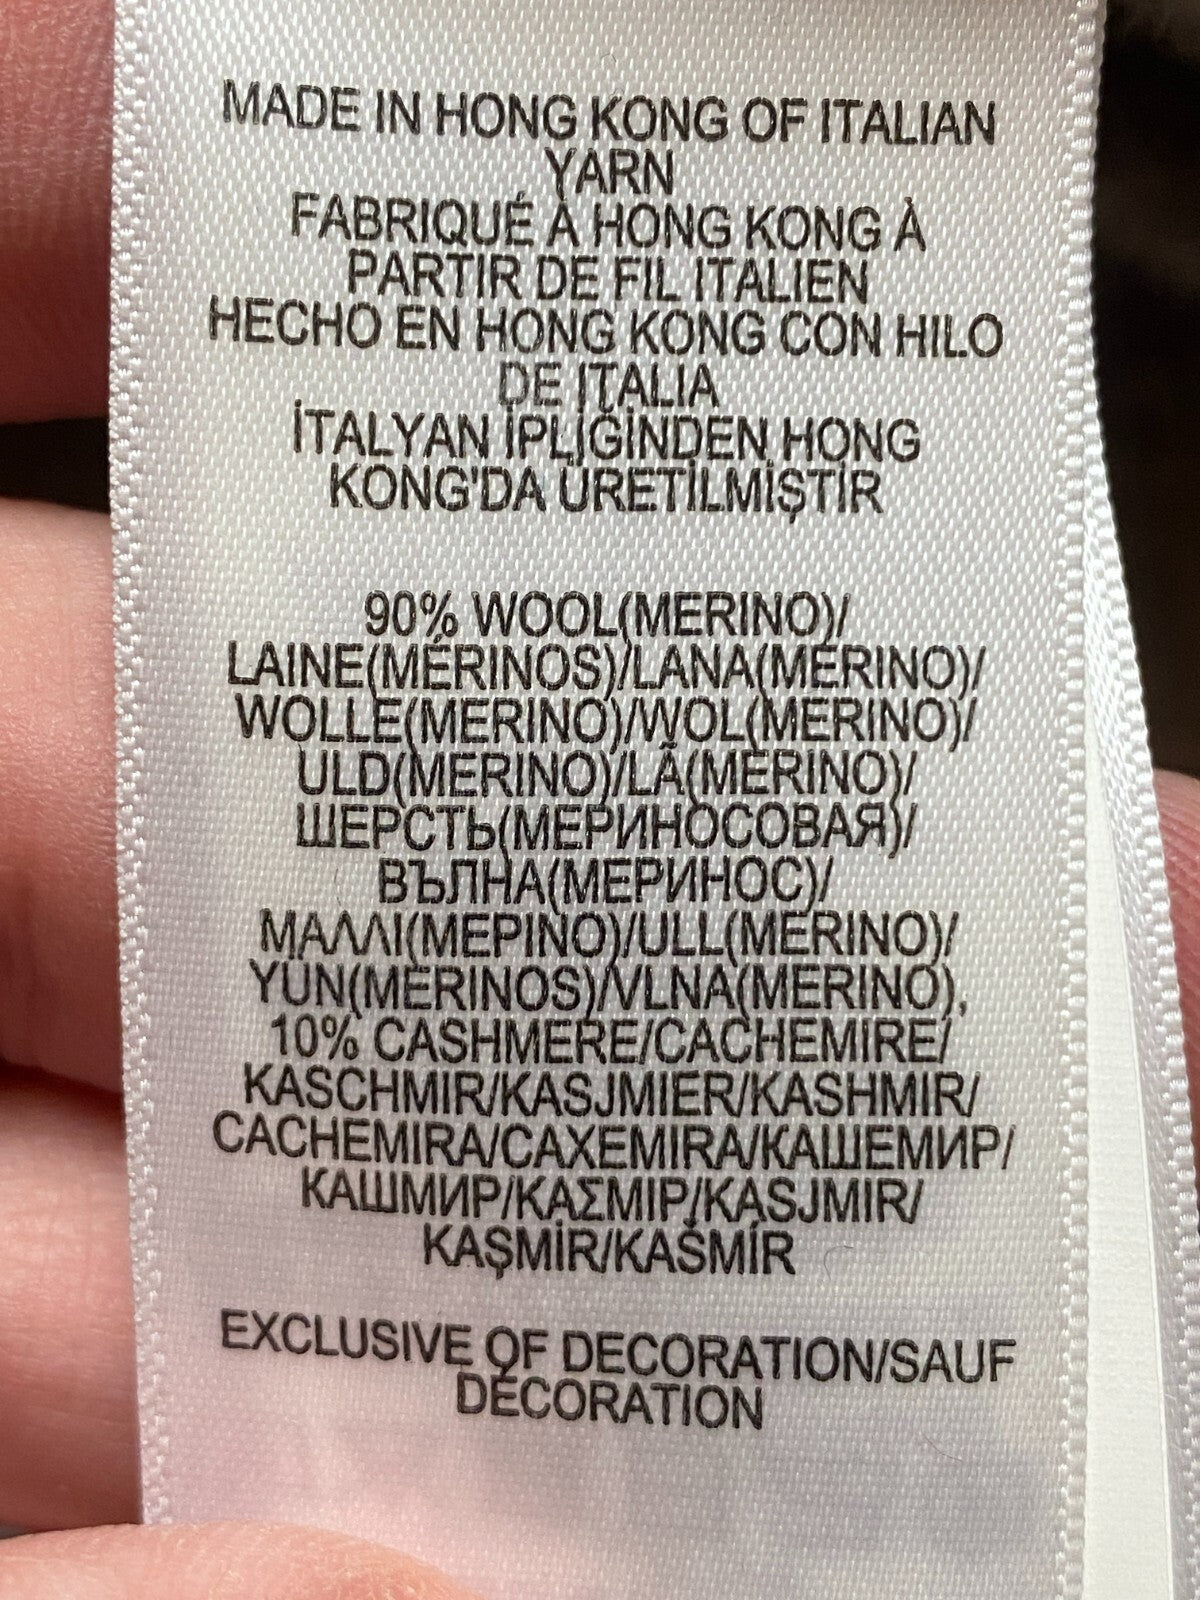 MADE IN HONG KONG OF ITALIAN
YARN
FABRIQUÉ À HONG KONG À
PARTIR DE FIL ITALIEN
HECHO EN HONG KONG CON HILO
DE ITALIA
İTALYAN İPLİĞİNDEN HONG
KONG'DA ÜRETİLMİŞTİR
90% WOOL(MERINO)/
LAINE(MÉRINOS)/LANA(MERINO)/
WOLLE(MERINO)/WOL(MERINO)/
ULD(MERINO)/LÃ(MERINO)/
ШЕРСТЬ(МЕРИНОСОВАЯ)/
ВЪЛНА(МЕРИНОС)/
ΜΑΛΛΙ(ΜΕΡΙΝΟ)/ULL(MERINO)/
YÜN(MERİNOS)/VLNA(MERINO),
10% CASHMERE/CACHEMIRE/
KASCHMIR/KASJMIER/KASHMIR/
CACHEMIRA/CAXEMIRA/КАШЕМИР/
КАШМИР/ΚΑΣΜΙΡ/KASJMIR/
KAŞMİR/KAŠMÍR
EXCLUSIVE OF DECORATION/SAUF
DÉCORATION